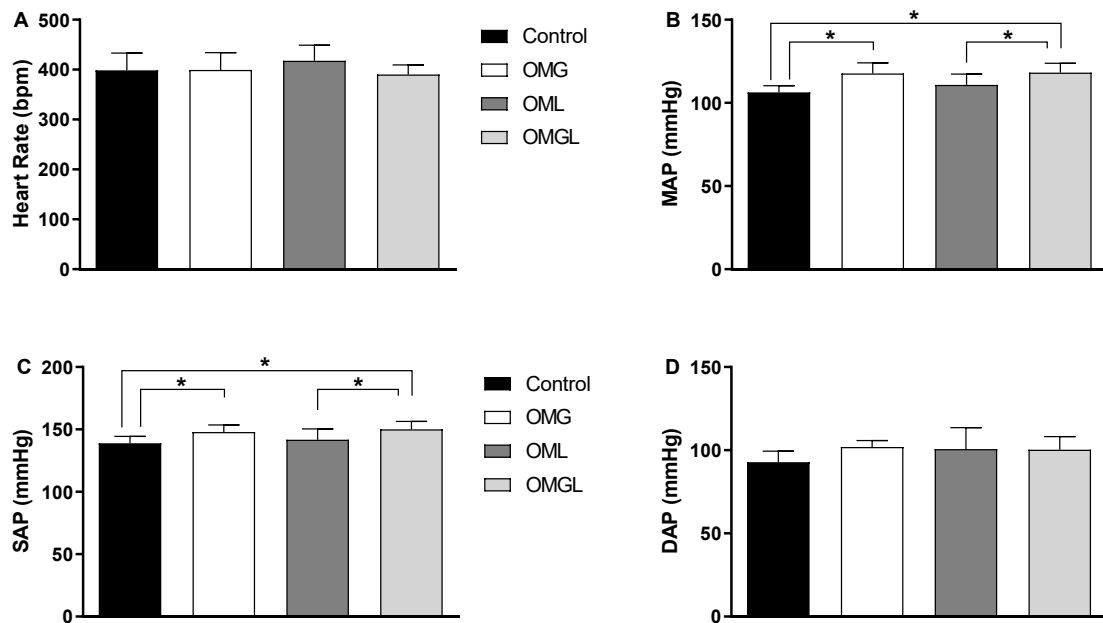 A
Heart Rate (bpm)
500
400
300
200
100
0
Control
OMG
OML
OMGL
B
MAP (mmHg)
150
100
50
0
*
*
*
C
SAP (mmHg)
200
150
100
50
0
*
*
*
Control
OMG
OML
OMGL
D
DAP (mmHg)
150
100
50
0